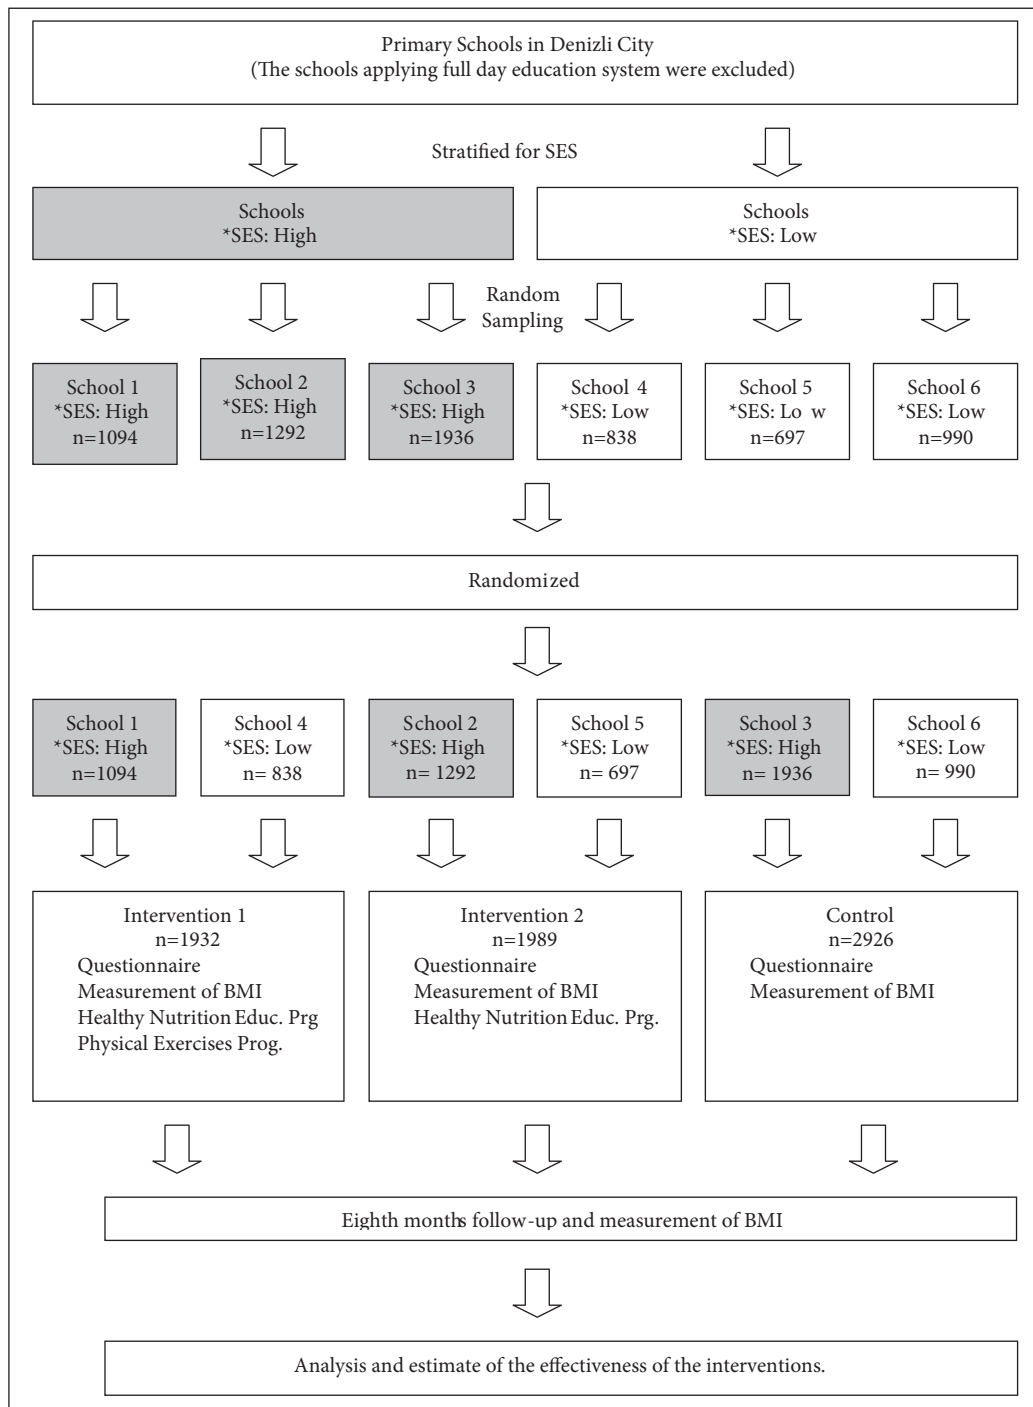 Primary Schools in Denizli City
(The schools applying full day education system were excluded)
Stratified for SES
Schools
*SES: High
Schools
*SES: Low
Random
Sampling
School 1
*SES: High
n=1094
School 2
*SES: High
n=1292
School 3
*SES: High
n=1936
School 4
*SES: Low
n=838
School 5
*SES: Lo w
n=697
School 6
*SES: Low
n=990
Randomized
School 1
*SES: High
n=1094
School 4
*SES: Low
n= 838
School 2
*SES: High
n= 1292
School 5
*SES: Low
n= 697
School 3
*SES: High
n= 1936
School 6
*SES: Low
n= 990
Intervention 1
n=1932
Questionnaire
Measurement of BMI
Healthy Nutrition Educ. Prg
Physical Exercises Prog.
Intervention 2
n=1989
Questionnaire
Measurement of BMI
Healthy Nutrition Educ. Prg.
Control
n=2926
Questionnaire
Measurement of BMI
Eighth months follow-up and measurement of BMI
Analysis and estimate of the effectiveness of the interventions.